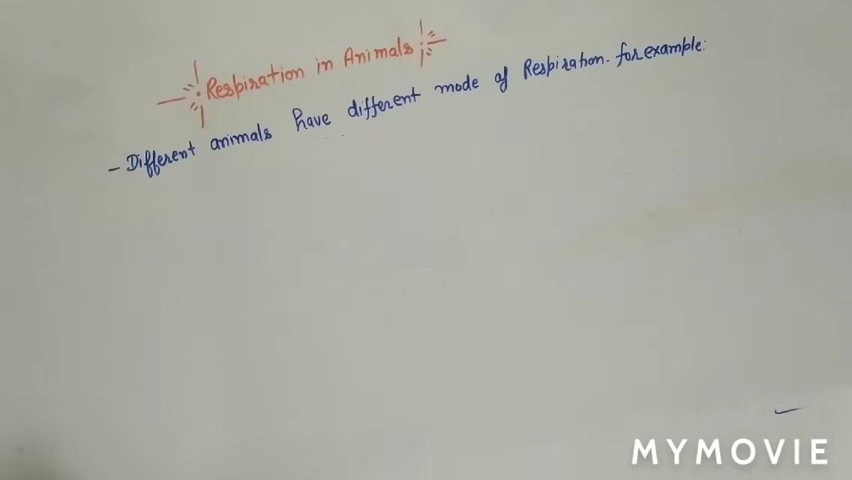 Respiration in Animals
- Different animals have different mode of Respiration. for example:
MYMOVIE